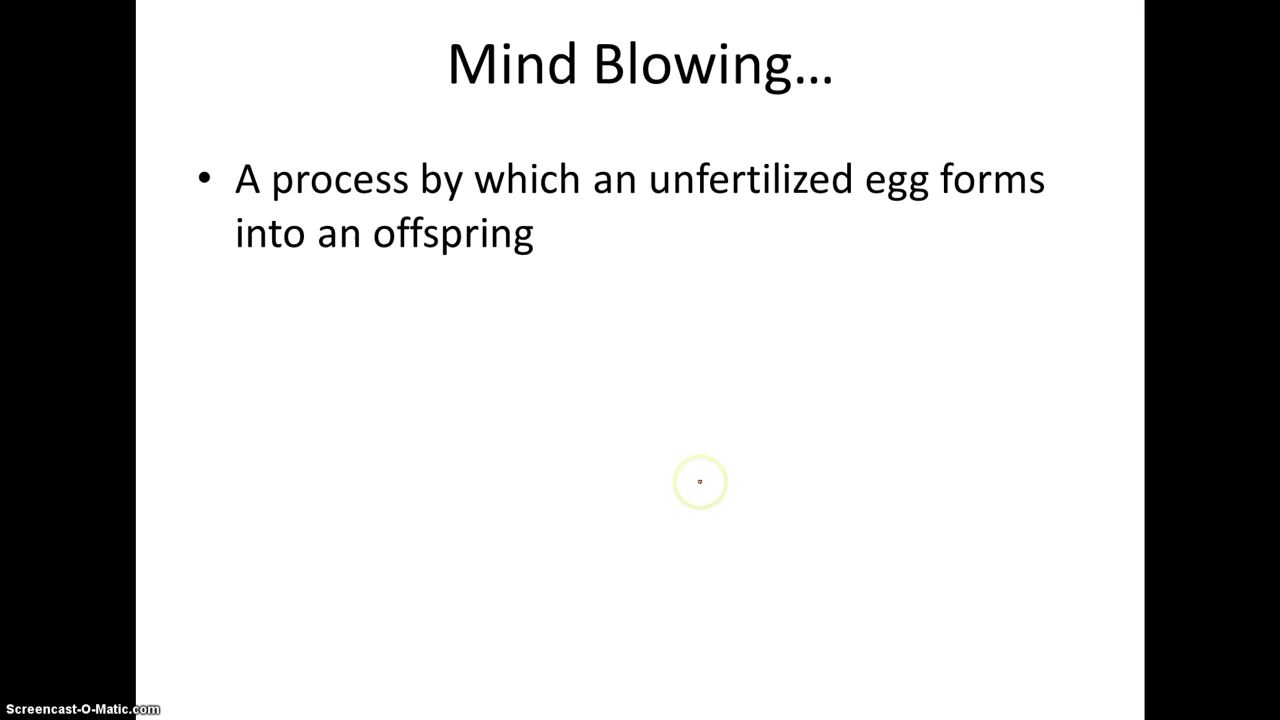 Mind Blowing...
• A process by which an unfertilized egg forms
into an offspring
Screencast-O-Matic.com